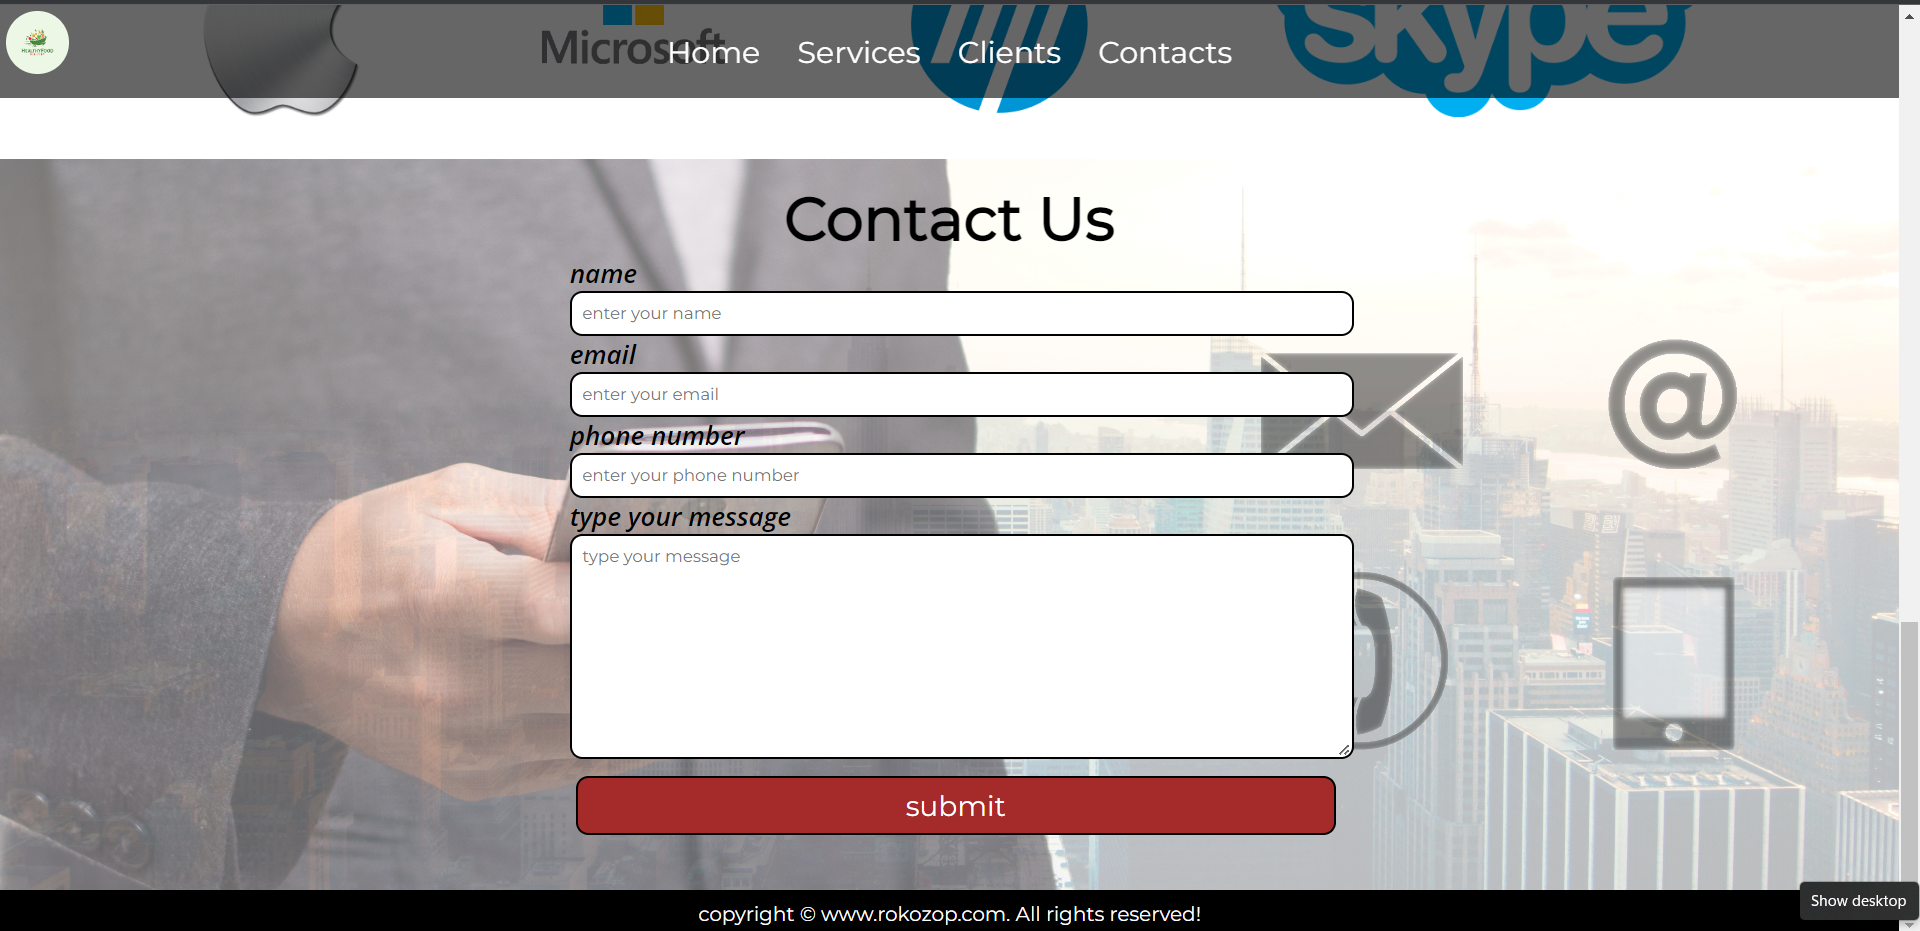 HEALTHYFOOD
Microsoft
skype
Home Services Clients Contacts
Contact Us
name
enter your name
email
enter your email
phone number
enter your phone number
type your message
type your message
submit
copyright © www.rokozop.com. All rights reserved!
Show desktop